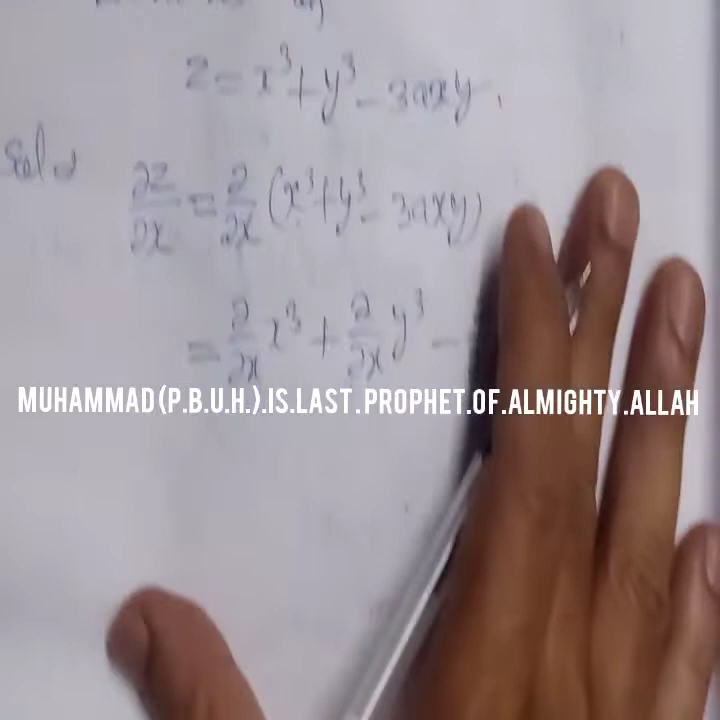 z = x³ + y³ - 3axy.
Sol:
∂z/∂x = ∂/∂x (x³ + y³ - 3axy)
= ∂/∂x x³ + ∂/∂x y³ -
MUHAMMAD (P.B.U.H.).IS.LAST.PROPHET.OF.ALMIGHTY.ALLAH